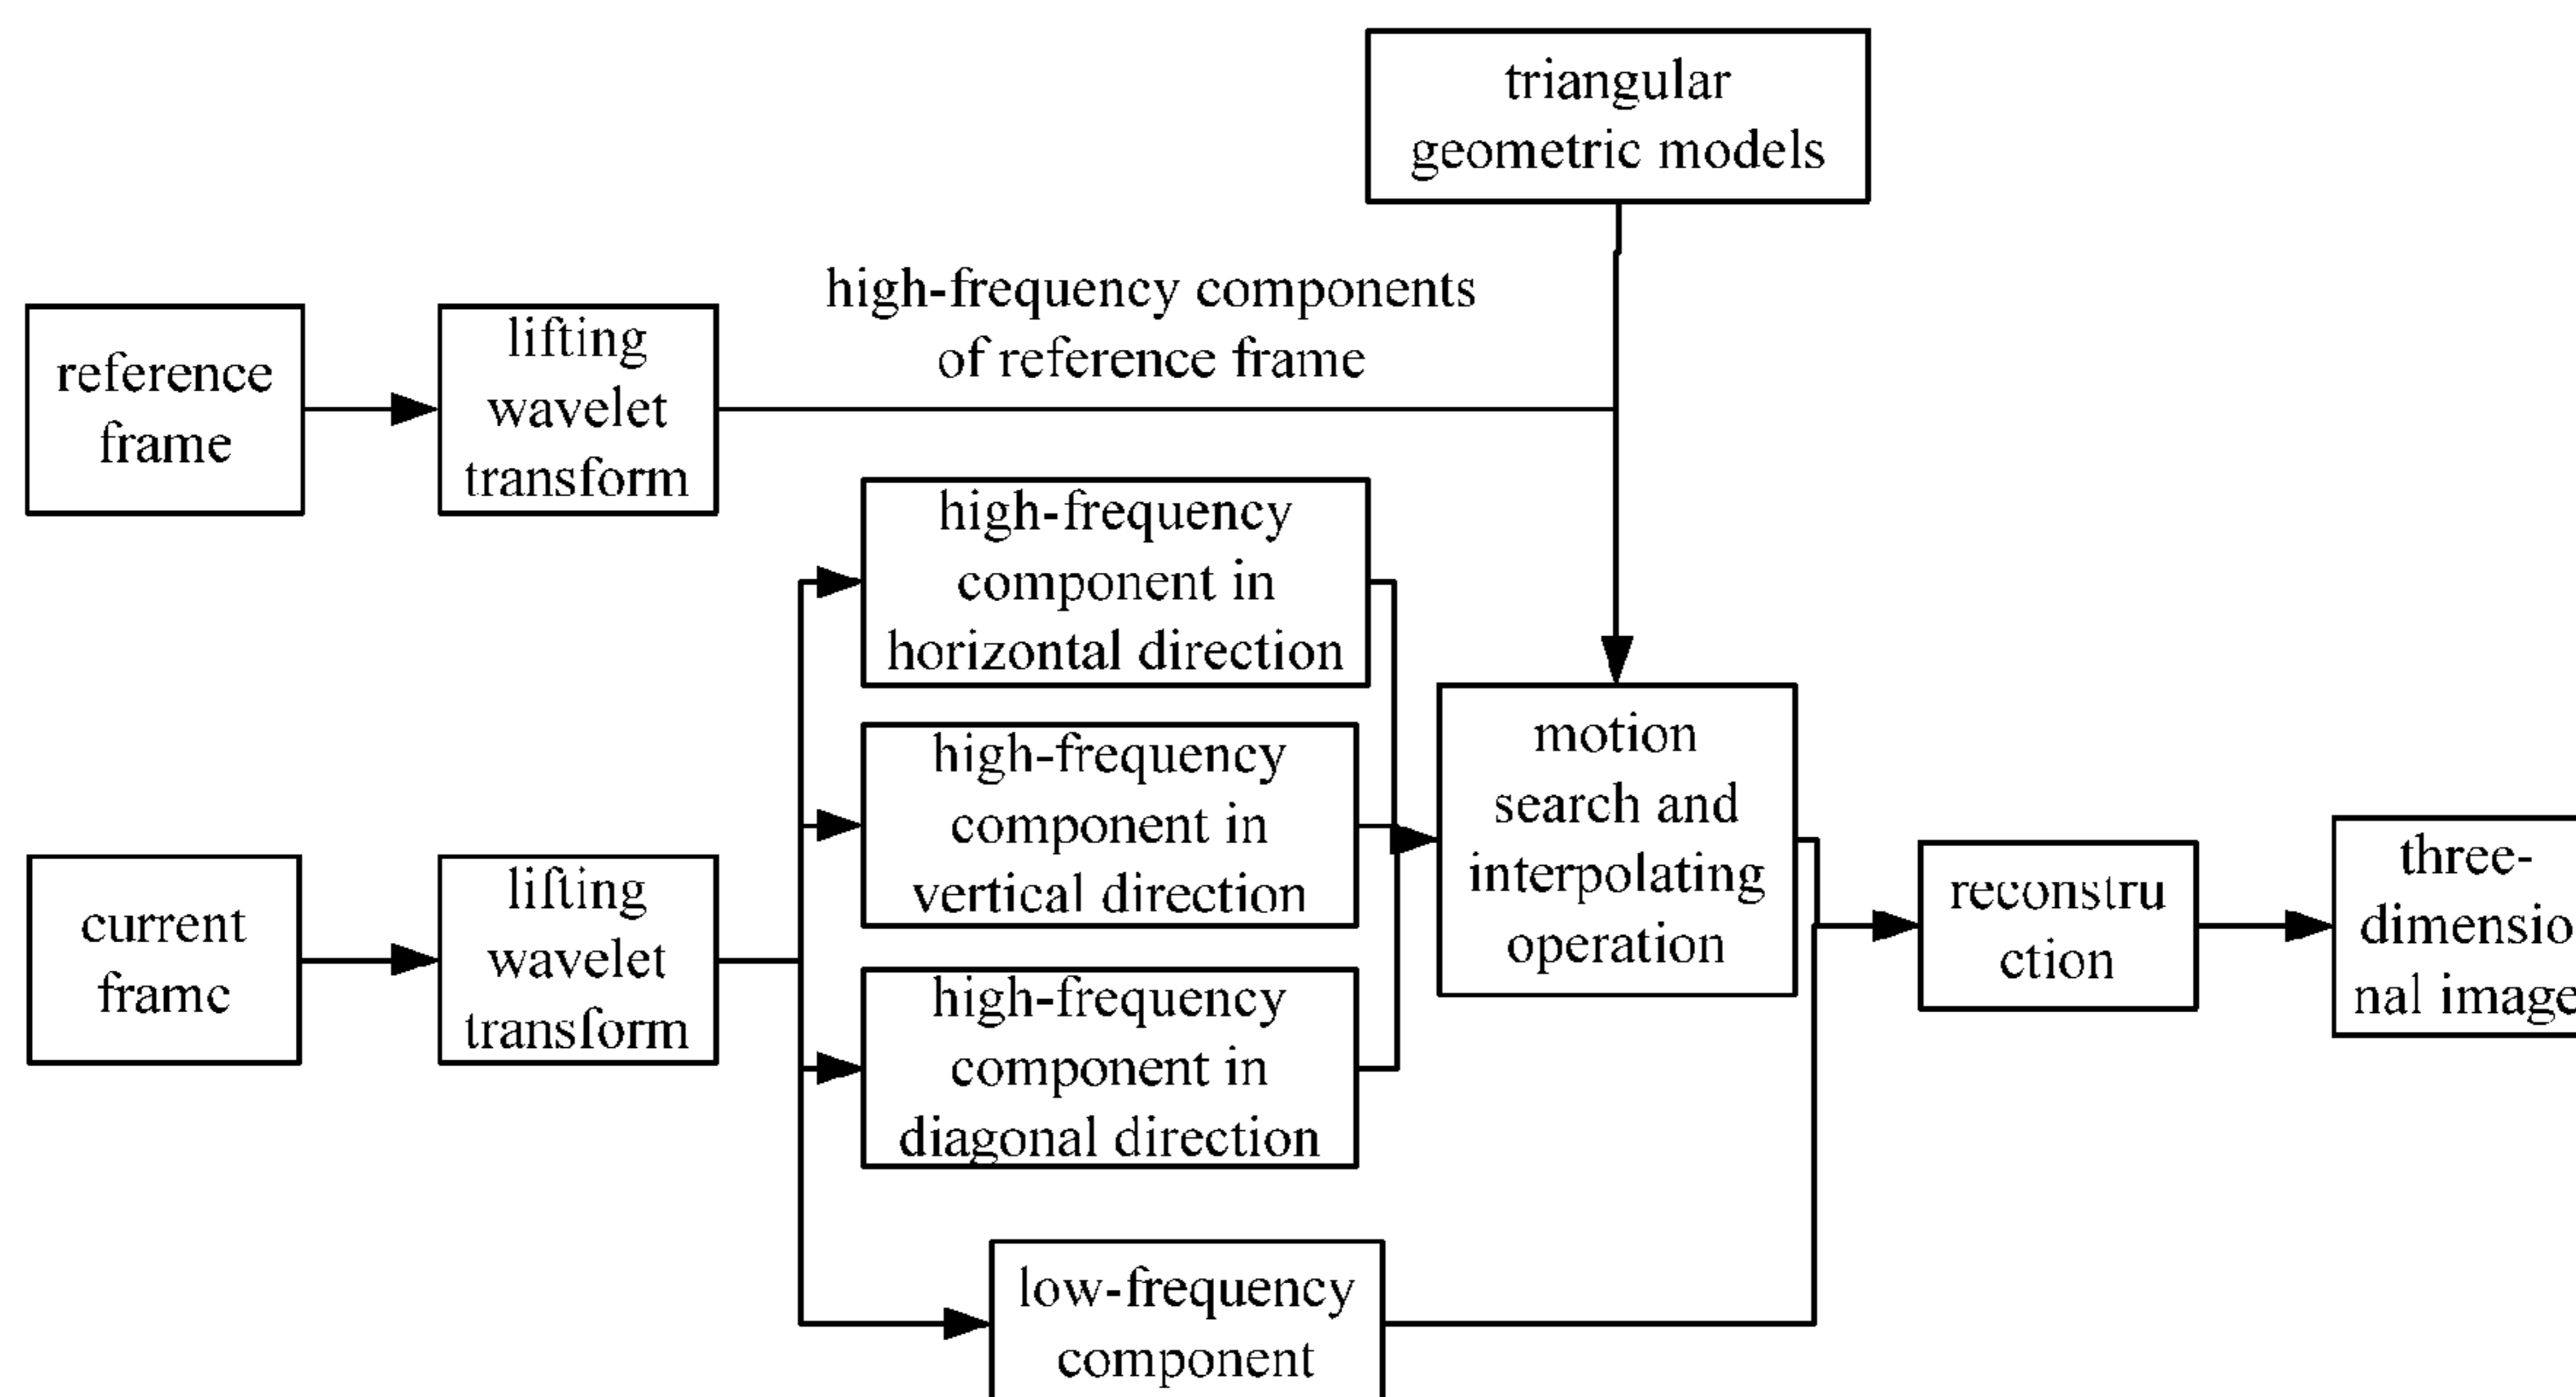 triangular
geometric models
high-frequency components
of reference frame
reference
frame
lifting
wavelet
transform
high-frequency
component in
horizontal direction
high-frequency
component in
vertical direction
high-frequency
component in
diagonal direction
motion
search and
interpolating
operation
current
frame
lifting
wavelet
transform
reconstru
ction
three-
dimensio
nal image
low-frequency
component